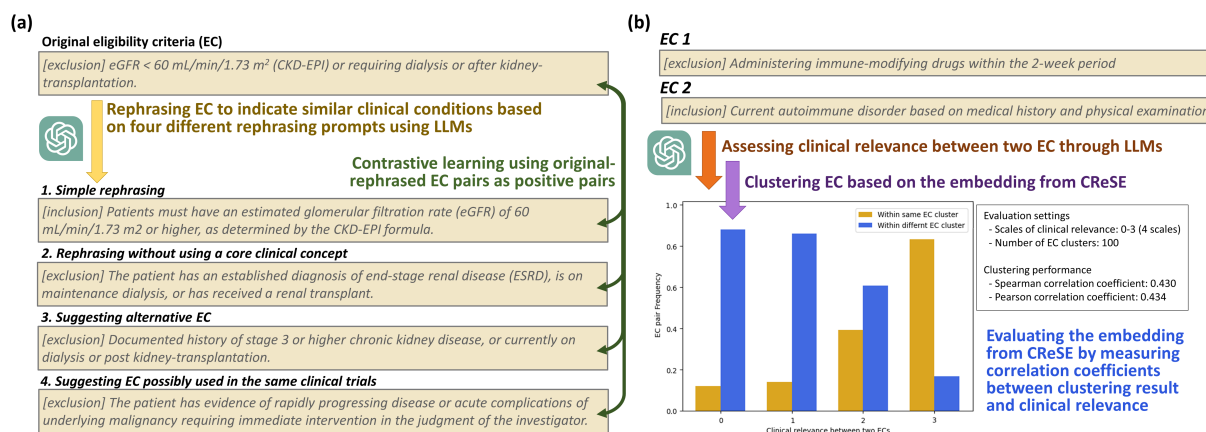 (a)
Original eligibility criteria (EC)
[exclusion] eGFR < 60 mL/min/1.73 m² (CKD-EPI) or requiring dialysis or after kidney-
transplantation.
Rephrasing EC to indicate similar clinical conditions based
on four different rephrasing prompts using LLMs
Contrastive learning using original-
rephrased EC pairs as positive pairs
1. Simple rephrasing
[inclusion] Patients must have an estimated glomerular filtration rate (eGFR) of 60
mL/min/1.73 m2 or higher, as determined by the CKD-EPI formula.
2. Rephrasing without using a core clinical concept
[exclusion] The patient has an established diagnosis of end-stage renal disease (ESRD), is on
maintenance dialysis, or has received a renal transplant.
3. Suggesting alternative EC
[exclusion] Documented history of stage 3 or higher chronic kidney disease, or currently on
dialysis or post kidney-transplantation.
4. Suggesting EC possibly used in the same clinical trials
[exclusion] The patient has evidence of rapidly progressing disease or acute complications of
underlying malignancy requiring immediate intervention in the judgment of the investigator.
(b)
EC 1
[exclusion] Administering immune-modifying drugs within the 2-week period
EC 2
[inclusion] Current autoimmune disorder based on medical history and physical examination
Assessing clinical relevance between two EC through LLMs
Clustering EC based on the embedding from CReSE
1.0
0.8
0.6
0.4
0.2
0.0
EC pair Frequency
Within same EC cluster
Within differnt EC cluster
0 1 2 3
Clinical relevance between two ECs
Evaluation settings
- Scales of clinical relevance: 0-3 (4 scales)
- Number of EC clusters: 100
Clustering performance
- Spearman correlation coefficient: 0.430
- Pearson correlation coefficient: 0.434
Evaluating the embedding
from CReSE by measuring
correlation coefficients
between clustering result
and clinical relevance